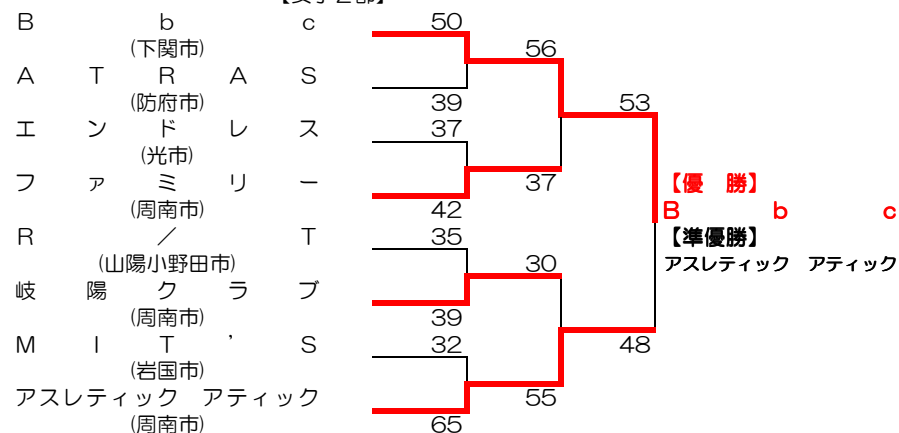 B b c 50
(下関市) 56
A T R A S
(防府市) 39 53
エ ン ド レ ス 37
(光市)
フ ァ ミ リ ー 37 【優 勝】
(周南市) 42 B b c
R / T 35 【準優勝】
(山陽小野田市) 30 アスレティック アティック
岐 陽 ク ラ ブ
(周南市) 39
M I T ' S 32 48
(岩国市)
アスレティック アティック 55
(周南市) 65